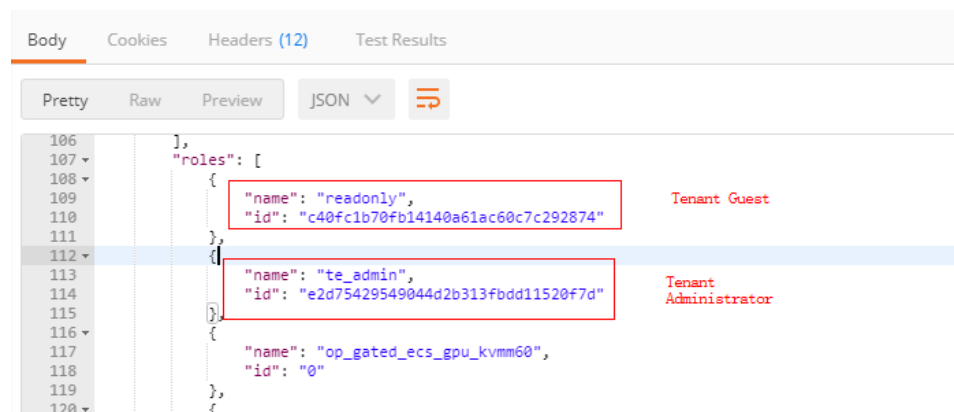 Body Cookies Headers (12) Test Results
Pretty Raw Preview JSON
106 ],
107 "roles": [
108 {
109 "name": "readonly", Tenant Guest
110 "id": "c40fc1b70fb14140a61ac60c7c292874"
111 },
112 {
113 "name": "te_admin", Tenant
114 "id": "e2d75429549044d2b313fbdd11520f7d" Administrator
115 },
116 {
117 "name": "op_gated_ecs_gpu_kvmm60",
118 "id": "0"
119 },
120 {